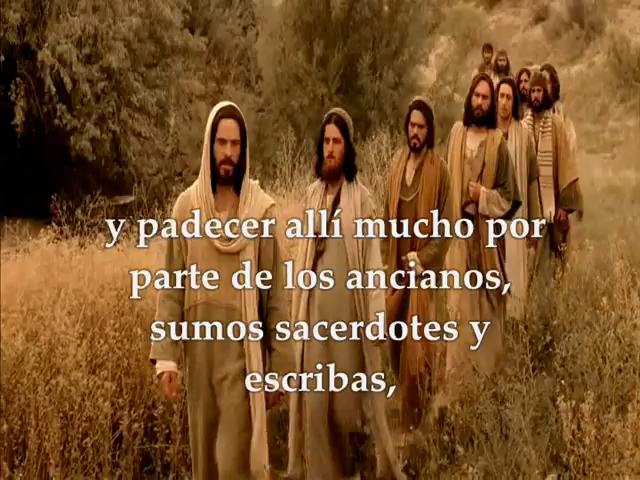 y padecer allí mucho por
parte de los ancianos,
sumos sacerdotes y
escribas,